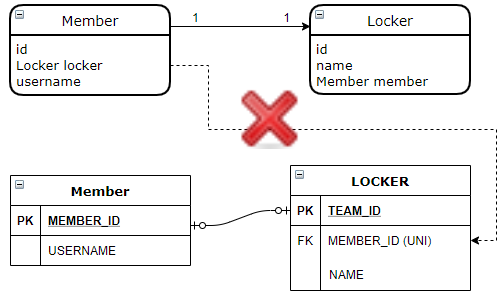 Member
id
Locker locker
username
1 1
Locker
id
name
Member member
Member
PK MEMBER_ID
USERNAME
LOCKER
PK TEAM_ID
FK MEMBER_ID (UNI)
NAME